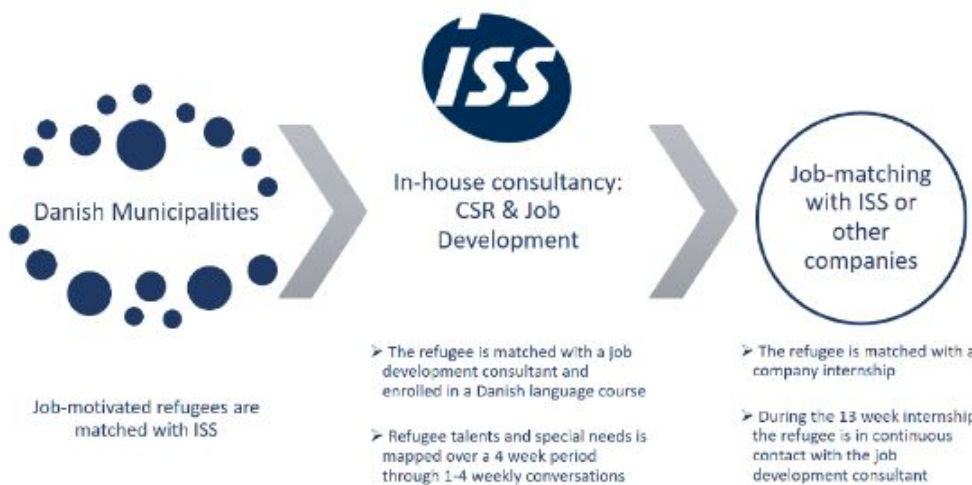 ISS
Danish Municipalities
Job-motivated refugees are
matched with ISS
In-house consultancy:
CSR & Job
Development
➢ The refugee is matched with a job
development consultant and
enrolled in a Danish language course
➢ Refugee talents and special needs is
mapped over a 4 week period
through 1-4 weekly conversations
Job-matching
with ISS or
other
companies
➢ The refugee is matched with a
company internship
➢ During the 13 week internship
the refugee is in continuous
contact with the job
development consultant